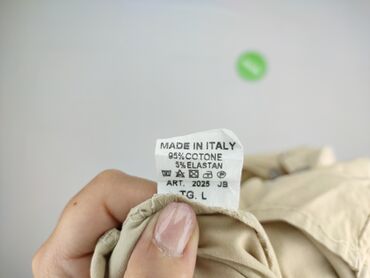 MADE IN ITALY
95%COTONE
5%ELASTAN
ART. 2025 JB
TG. L